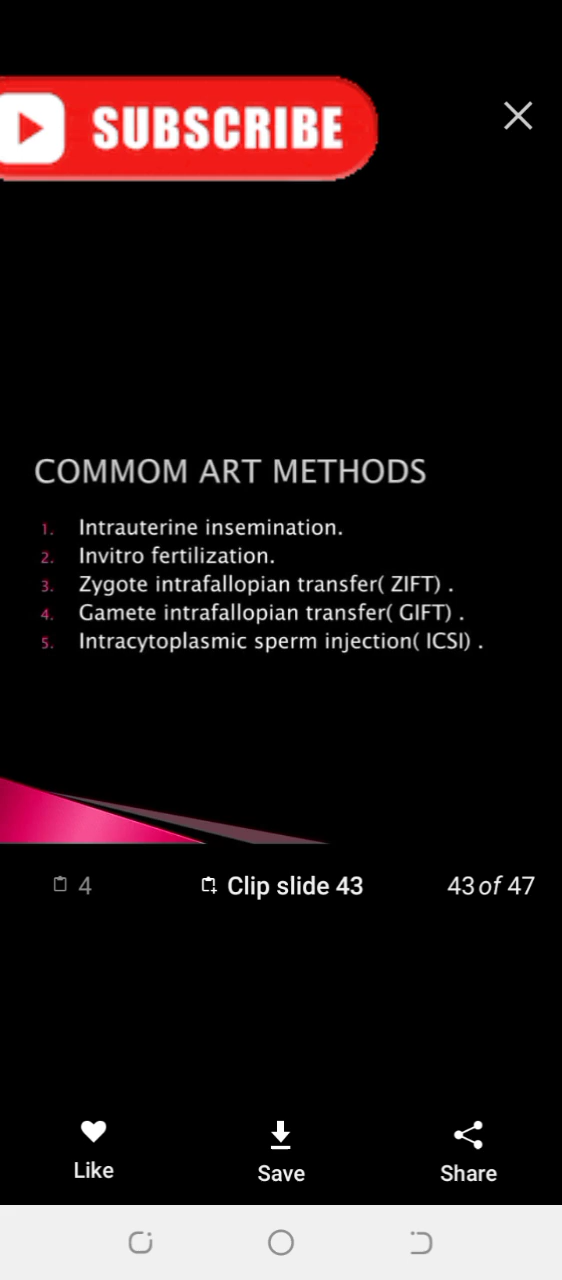 SUBSCRIBE
COMMOM ART METHODS
1. Intrauterine insemination.
2. Invitro fertilization.
3. Zygote intrafallopian transfer( ZIFT) .
4. Gamete intrafallopian transfer( GIFT) .
5. Intracytoplasmic sperm injection( ICSI) .
4 Clip slide 43 43 of 47
Like Save Share